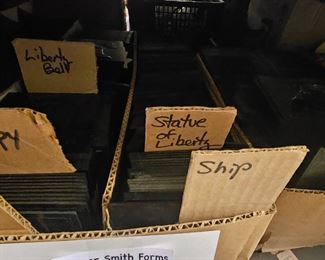 Liberty
Bell
Statue
of
Liberty
Ship
Smith Forms